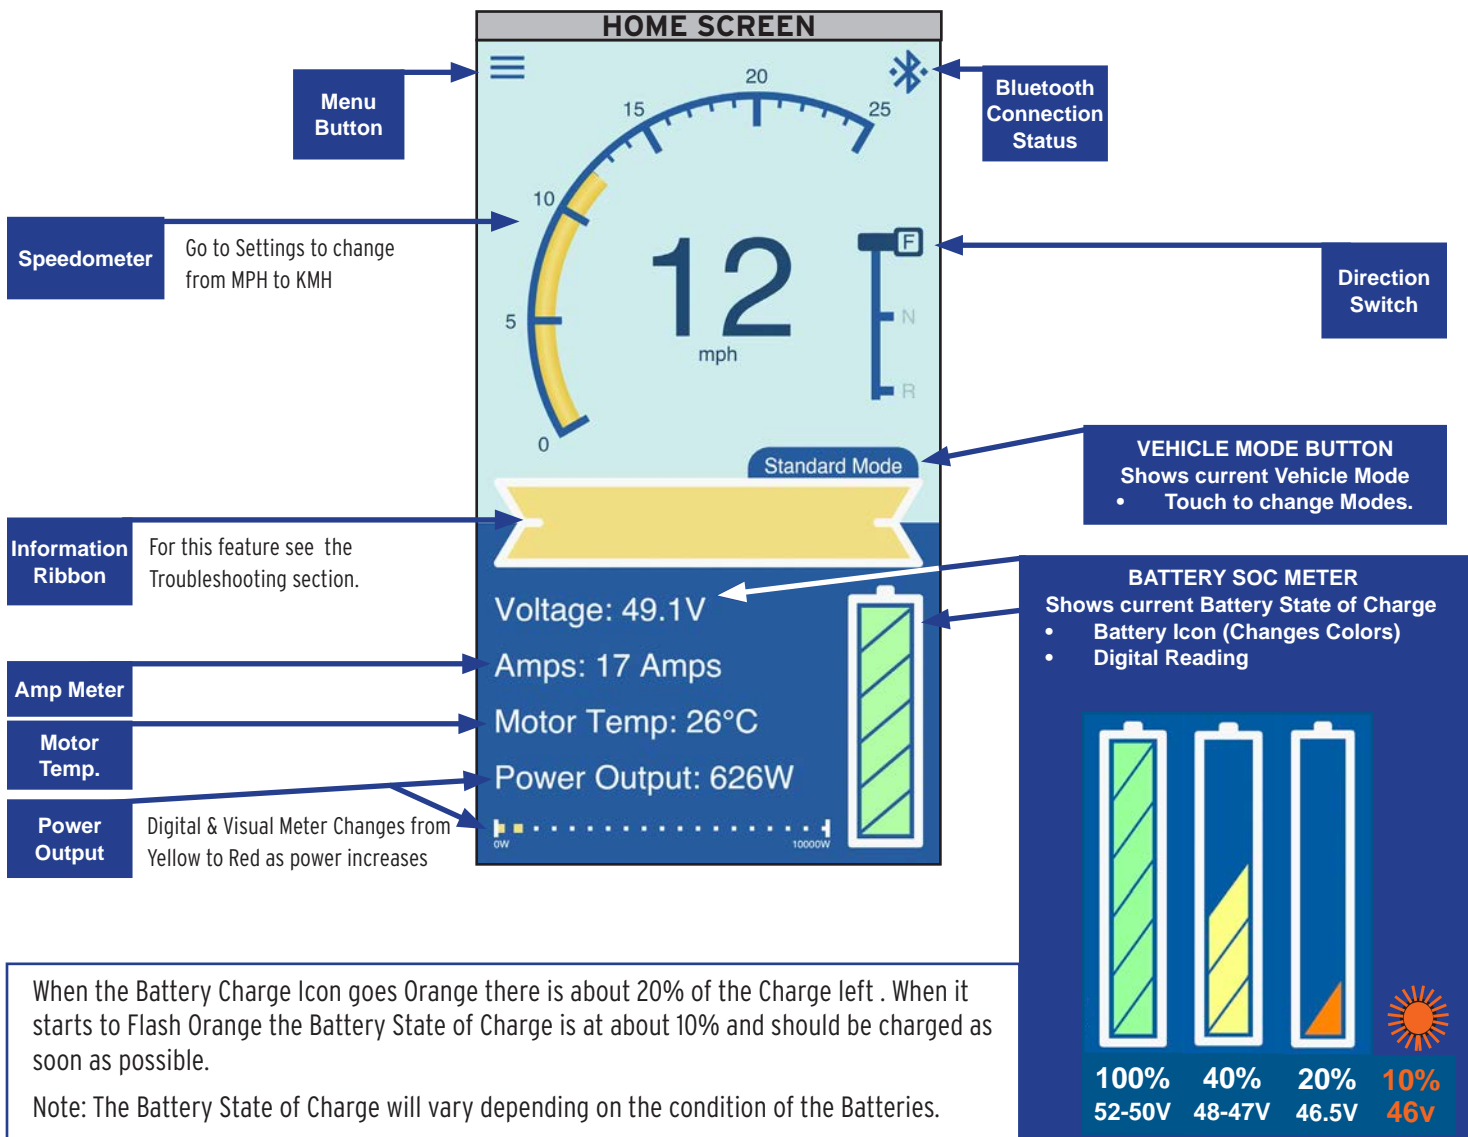 HOME SCREEN
Menu
Button
Bluetooth
Connection
Status
20
15
25
10
5
0
12
mph
F
N
R
Speedometer
Go to Settings to change
from MPH to KMH
Direction
Switch
Standard Mode
VEHICLE MODE BUTTON
Shows current Vehicle Mode
• Touch to change Modes.
Information
Ribbon
For this feature see the
Troubleshooting section.
Voltage: 49.1V
Amps: 17 Amps
Motor Temp: 26°C
Power Output: 626W
0W
10000W
BATTERY SOC METER
Shows current Battery State of Charge
• Battery Icon (Changes Colors)
• Digital Reading
Amp Meter
Motor
Temp.
Power
Output
Digital & Visual Meter Changes from
Yellow to Red as power increases
100% 40% 20% 10%
52-50V 48-47V 46.5V 46v
When the Battery Charge Icon goes Orange there is about 20% of the Charge left . When it
starts to Flash Orange the Battery State of Charge is at about 10% and should be charged as
soon as possible.
Note: The Battery State of Charge will vary depending on the condition of the Batteries.